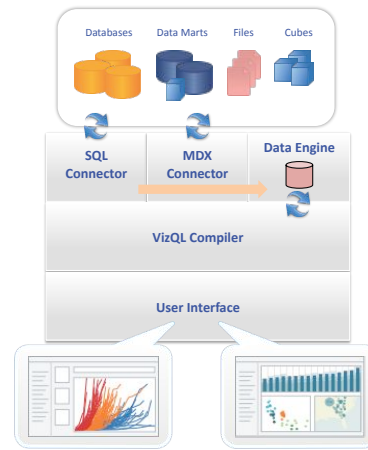 Databases Data Marts Files Cubes
SQL Connector
MDX Connector
Data Engine
VizQL Compiler
User Interface